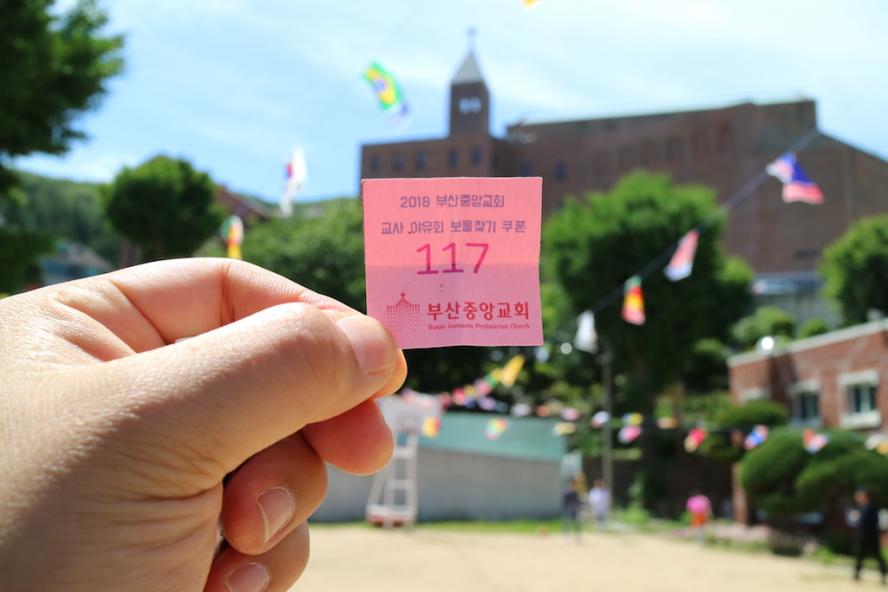 2018 부산중앙교회
교사 야유회 보물찾기 쿠폰
117
부산중앙교회
Busan Joongang Presbyterian Church